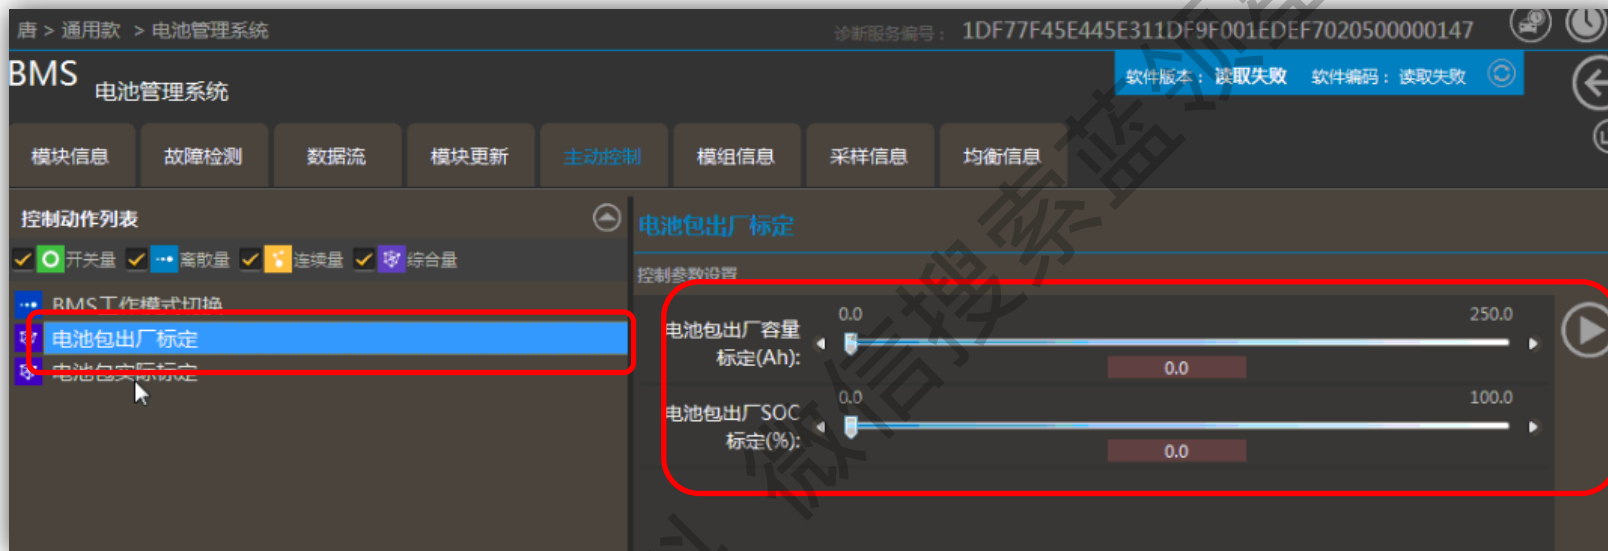 唐 > 通用款 > 电池管理系统
诊断服务编号： 1DF77F45E445E311DF9F001EDEF7020500000147
BMS 电池管理系统
软件版本： 读取失败 软件编码： 读取失败
模块信息 故障检测 数据流 模块更新 主动控制 模组信息 采样信息 均衡信息
控制动作列表
开关量 离散量 连续量 综合量
BMS工作模式切换
电池包出厂标定
电池包实际标定
电池包出厂标定
控制参数设置
电池包出厂容量
标定(Ah):
0.0 250.0
0.0
电池包出厂SOC
标定(%):
0.0 100.0
0.0
微信搜索蓝领